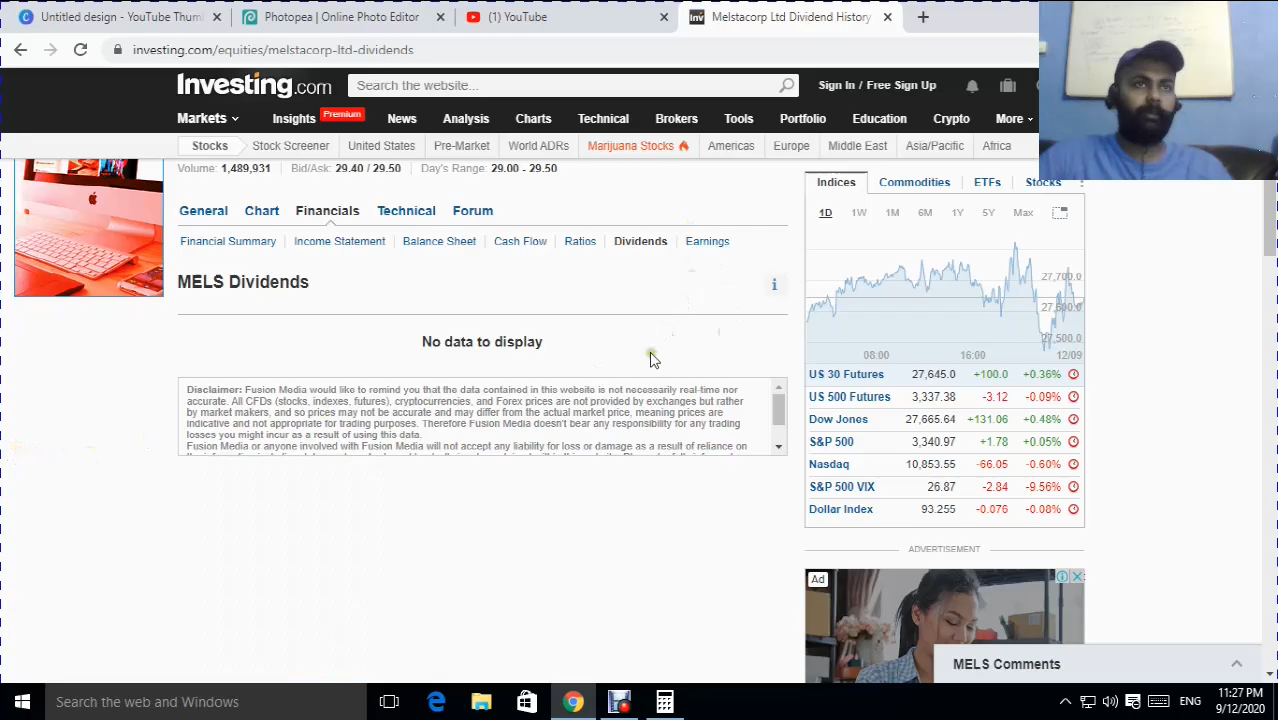 Untitled design - YouTube Thum
Photopea | Online Photo Editor
(1) YouTube
Melstacorp Ltd Dividend History
investing.com/equities/melstacorp-ltd-dividends
Investing.com
Search the website...
Sign In / Free Sign Up
Markets
Insights
Premium
News
Analysis
Charts
Technical
Brokers
Tools
Portfolio
Education
Crypto
More
Stocks
Stock Screener
United States
Pre-Market
World ADRs
Marijuana Stocks
Americas
Europe
Middle East
Asia/Pacific
Africa
Volume: 1,489,931
Bid/Ask: 29.40 / 29.50
Day's Range: 29.00 - 29.50
General
Chart
Financials
Technical
Forum
Financial Summary
Income Statement
Balance Sheet
Cash Flow
Ratios
Dividends
Earnings
MELS Dividends
i
No data to display
Disclaimer: Fusion Media would like to remind you that the data contained in this website is not necessarily real-time nor
accurate. All CFDs (stocks, indexes, futures), cryptocurrencies, and Forex prices are not provided by exchanges but rather
by market makers, and so prices may not be accurate and may differ from the actual market price, meaning prices are
indicative and not appropriate for trading purposes. Therefore Fusion Media doesn't bear any responsibility for any trading
losses you might incur as a result of using this data.
Fusion Media or anyone involved with Fusion Media will not accept any liability for loss or damage as a result of reliance on
Indices
Commodities
ETFs
Stocks
1D
1W
1M
6M
1Y
5Y
Max
27,700.0
27,600.0
27,500.0
08:00
16:00
12/09
US 30 Futures 27,645.0 +100.0 +0.36%
US 500 Futures 3,337.38 -3.12 -0.09%
Dow Jones 27,665.64 +131.06 +0.48%
S&P 500 3,340.97 +1.78 +0.05%
Nasdaq 10,853.55 -66.05 -0.60%
S&P 500 VIX 26.87 -2.84 -9.56%
Dollar Index 93.255 -0.076 -0.08%
ADVERTISEMENT
Ad
MELS Comments
Search the web and Windows
ENG
11:27 PM
9/12/2020